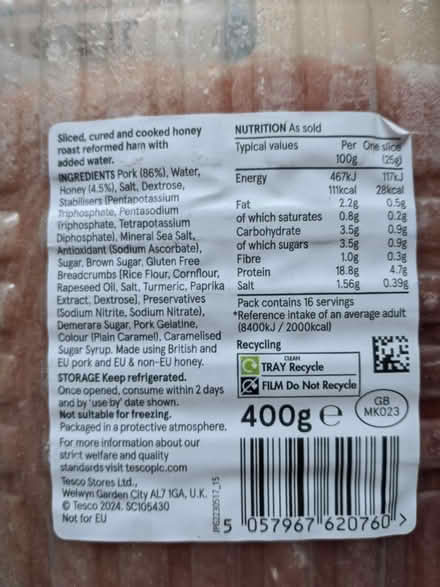 Sliced, cured and cooked honey
roast reformed ham with
added water.
INGREDIENTS Pork (86%), Water,
Honey (4.5%), Salt, Dextrose,
Stabilisers (Pentapotassium
Triphosphate, Pentasodium
Triphosphate, Tetrapotassium
Diphosphate), Mineral Sea Salt,
Antioxidant (Sodium Ascorbate),
Sugar, Brown Sugar, Gluten Free
Breadcrumbs [Rice Flour, Cornflour,
Rapeseed Oil, Salt, Turmeric, Paprika
Extract, Dextrose], Preservatives
(Sodium Nitrite, Sodium Nitrate),
Demerara Sugar, Pork Gelatine,
Colour (Plain Caramel), Caramelised
Sugar Syrup. Made using British and
EU pork and EU & non-EU honey.
STORAGE Keep refrigerated.
Once opened, consume within 2 days
and by 'use by' date shown.
Not suitable for freezing.
Packaged in a protective atmosphere.
For more information about our
strict welfare and quality
standards visit tescoplc.com
Tesco Stores Ltd.,
Welwyn Garden City AL7 1GA, U.K.
© Tesco 2024. SC105430
Not for EU
NUTRITION As sold
Typical values Per 100g One slice (25g)
Energy 467kJ 117kJ
111kcal 28kcal
Fat 2.2g 0.5g
of which saturates 0.8g 0.2g
Carbohydrate 3.5g 0.9g
of which sugars 3.5g 0.9g
Fibre 1.0g 0.3g
Protein 18.8g 4.7g
Salt 1.56g 0.39g
Pack contains 16 servings
*Reference intake of an average adult
(8400kJ / 2000kcal)
Recycling
CLEAN
TRAY Recycle
FILM Do Not Recycle
400g e
GB
MK023
5 057967 620760 >